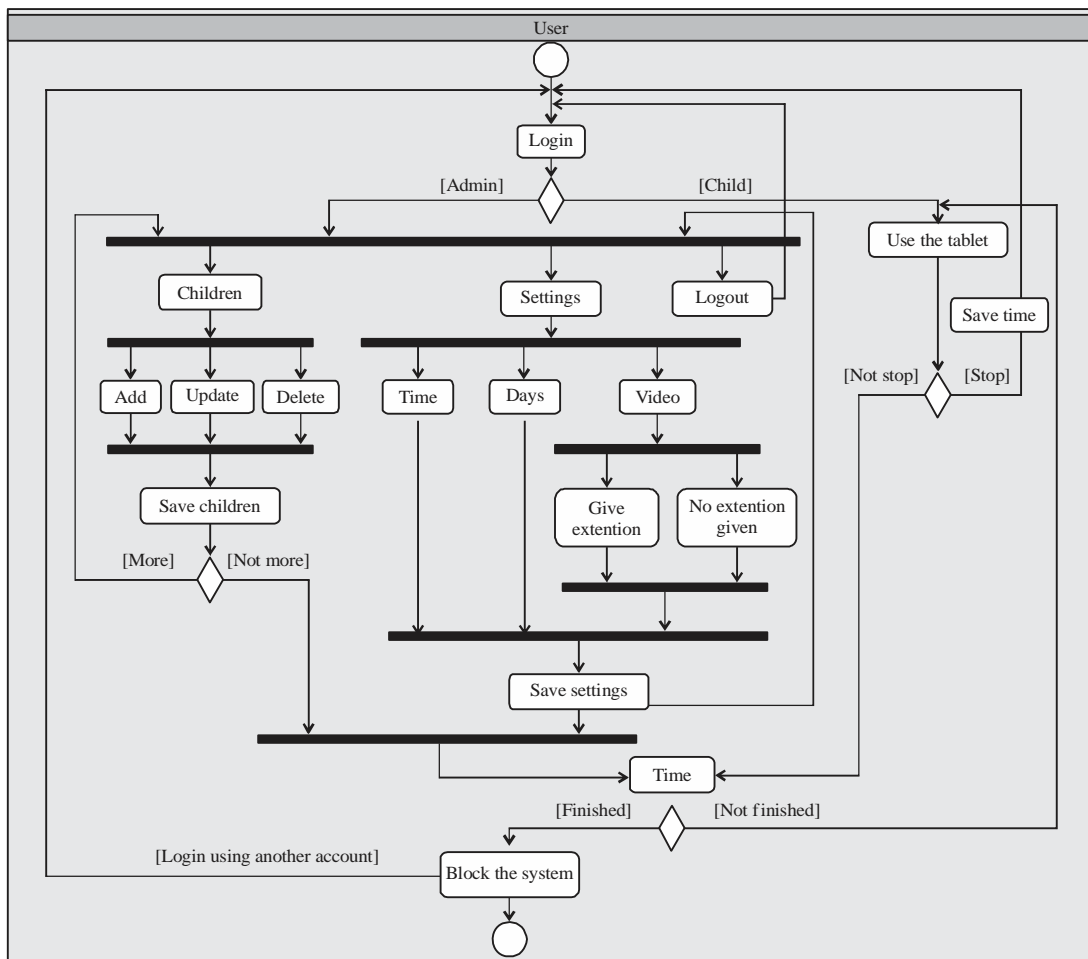 User
Login
[Admin]
[Child]
Use the tablet
Children
Settings
Logout
Save time
Add
Update
Delete
Time
Days
Video
[Not stop]
[Stop]
Save children
Give
extention
No extention
given
[More]
[Not more]
Save settings
Time
[Finished]
[Not finished]
[Login using another account]
Block the system